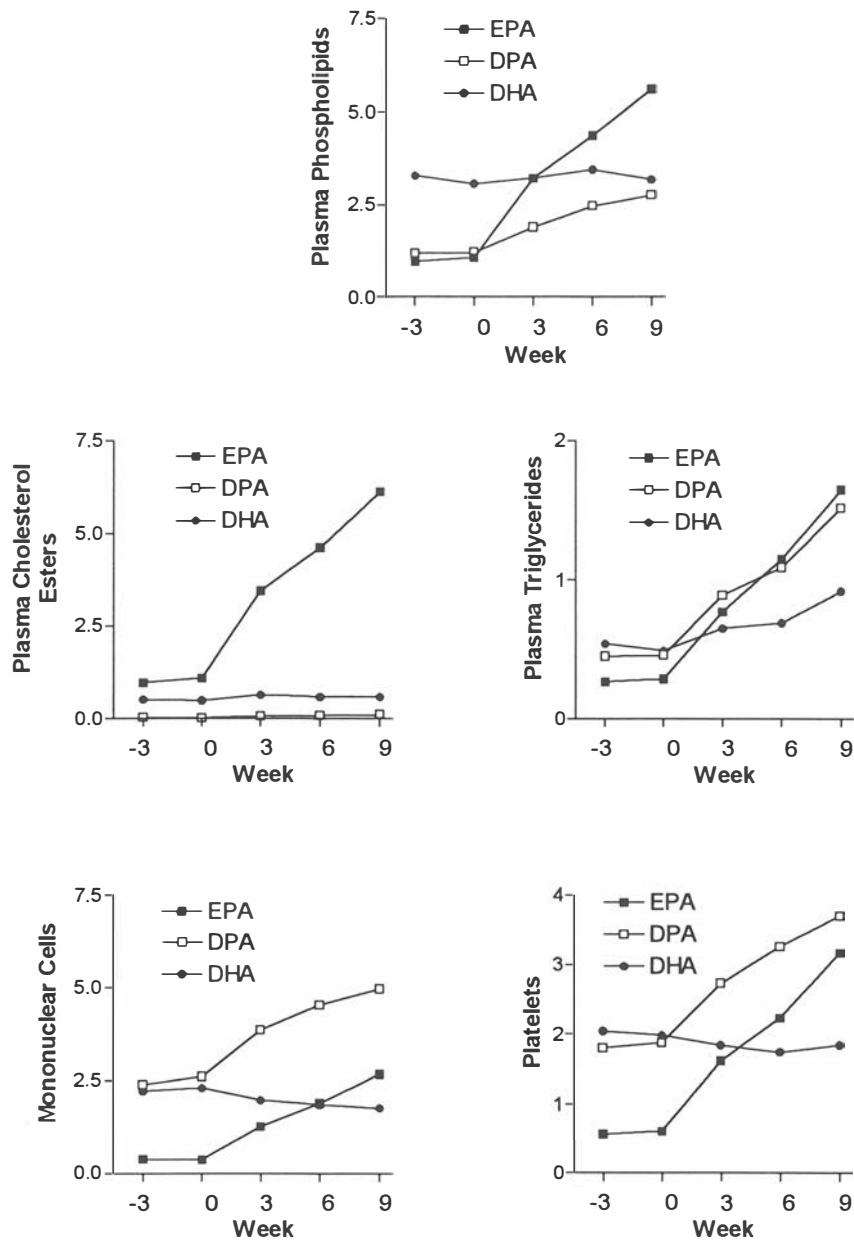 Plasma Phospholipids
7.5
5.0
2.5
0.0
EPA
DPA
DHA
-3 0 3 6 9
Week
Plasma Cholesterol
Esters
7.5
5.0
2.5
0.0
EPA
DPA
DHA
-3 0 3 6 9
Week
Plasma Triglycerides
2
1
0
EPA
DPA
DHA
-3 0 3 6 9
Week
Mononuclear Cells
7.5
5.0
2.5
0.0
EPA
DPA
DHA
-3 0 3 6 9
Week
Platelets
4
3
2
1
0
EPA
DPA
DHA
-3 0 3 6 9
Week